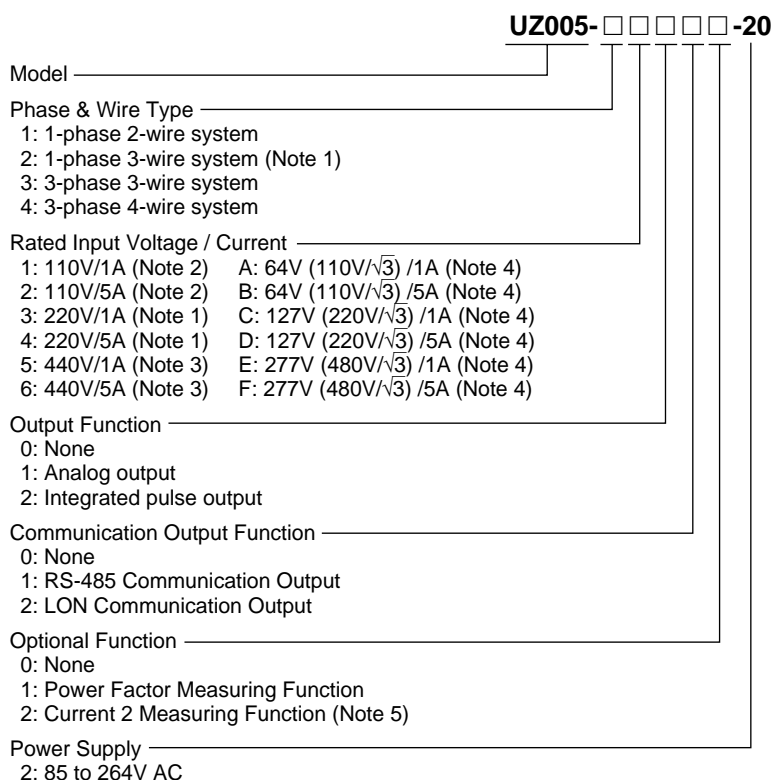 UZ005-□□□□□-20
Model
Phase & Wire Type
1: 1-phase 2-wire system
2: 1-phase 3-wire system (Note 1)
3: 3-phase 3-wire system
4: 3-phase 4-wire system
Rated Input Voltage / Current
1: 110V/1A (Note 2) A: 64V (110V/√3) /1A (Note 4)
2: 110V/5A (Note 2) B: 64V (110V/√3) /5A (Note 4)
3: 220V/1A (Note 1) C: 127V (220V/√3) /1A (Note 4)
4: 220V/5A (Note 1) D: 127V (220V/√3) /5A (Note 4)
5: 440V/1A (Note 3) E: 277V (480V/√3) /1A (Note 4)
6: 440V/5A (Note 3) F: 277V (480V/√3) /5A (Note 4)
Output Function
0: None
1: Analog output
2: Integrated pulse output
Communication Output Function
0: None
1: RS-485 Communication Output
2: LON Communication Output
Optional Function
0: None
1: Power Factor Measuring Function
2: Current 2 Measuring Function (Note 5)
Power Supply
2: 85 to 264V AC